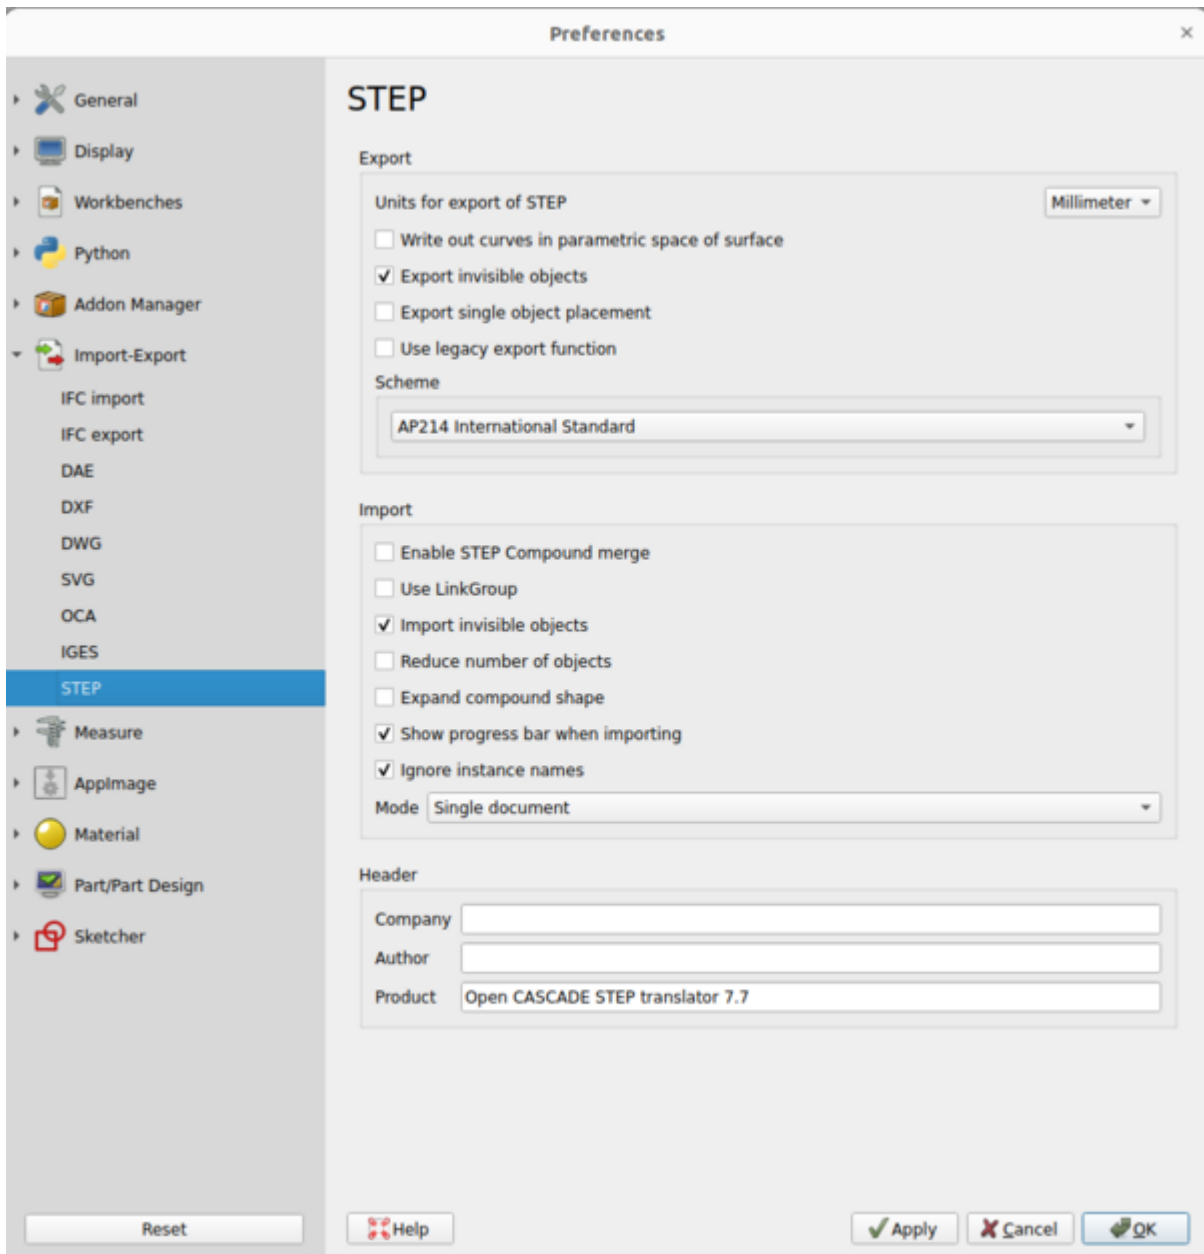 Preferences
General
Display
Workbenches
Python
Addon Manager
Import-Export
IFC import
IFC export
DAE
DXF
DWG
SVG
OCA
IGES
STEP
Measure
AppImage
Material
Part/Part Design
Sketcher
Reset
STEP
Export
Units for export of STEP Millimeter
Write out curves in parametric space of surface
Export invisible objects
Export single object placement
Use legacy export function
Scheme
AP214 International Standard
Import
Enable STEP Compound merge
Use LinkGroup
Import invisible objects
Reduce number of objects
Expand compound shape
Show progress bar when importing
Ignore instance names
Mode Single document
Header
Company
Author
Product Open CASCADE STEP translator 7.7
Help Apply Cancel OK